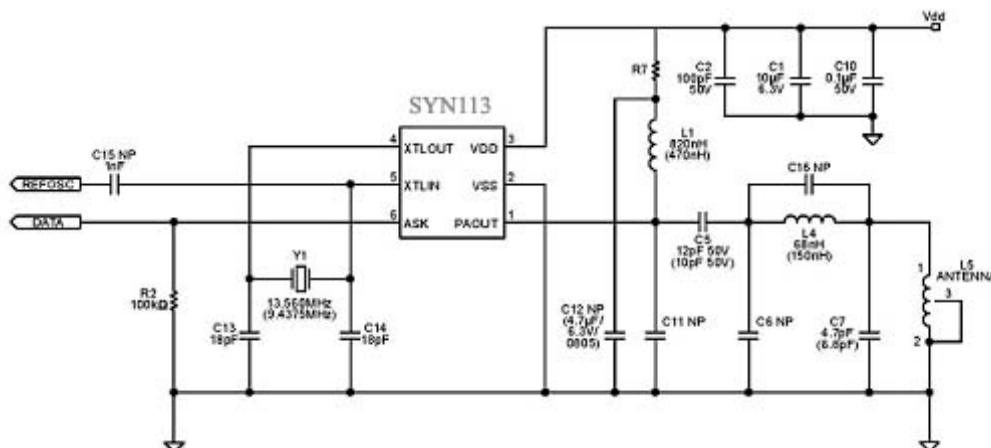 Vdd
R7
C2
100pF
50V
C1
10µF
6.3V
C10
0.1µF
50V
SYN113
L1
820nH
(470nH)
4
XTLOUT
VDD
3
C15 NP
1nF
REFOSC
5
XTLIN
VSS
2
C16 NP
DATA
6
ASK
PAOUT
1
C5
12pF 50V
(10pF 50V)
L4
68nH
(150nH)
Y1
13.560MHz
(9.4375MHz)
L5
ANTENNA
1
3
2
R2
100kΩ
C13
18pF
C14
18pF
C12 NP
(4.7µF/
6.3V/
0805)
C11 NP
C6 NP
C7
4.7pF
(6.8pF)